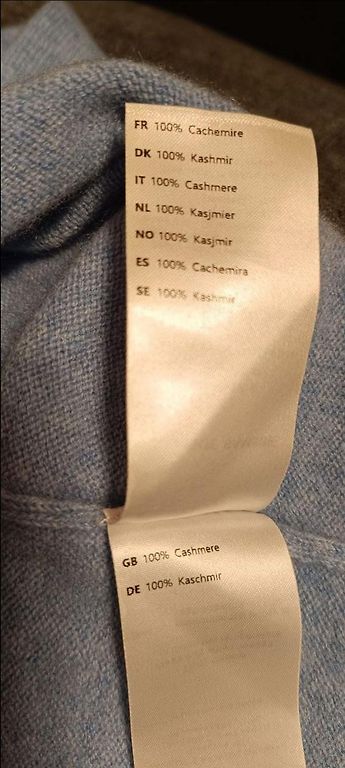 FR 100% Cachemire
DK 100% Kashmir
IT 100% Cashmere
NL 100% Kasjmier
NO 100% Kasjmir
ES 100% Cachemira
SE 100% Kashmir
GB 100% Cashmere
DE 100% Kaschmir